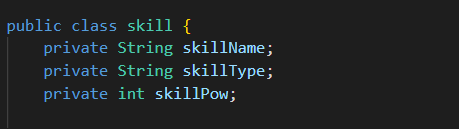 public class skill {
private String skillName;
private String skillType;
private int skillPow;